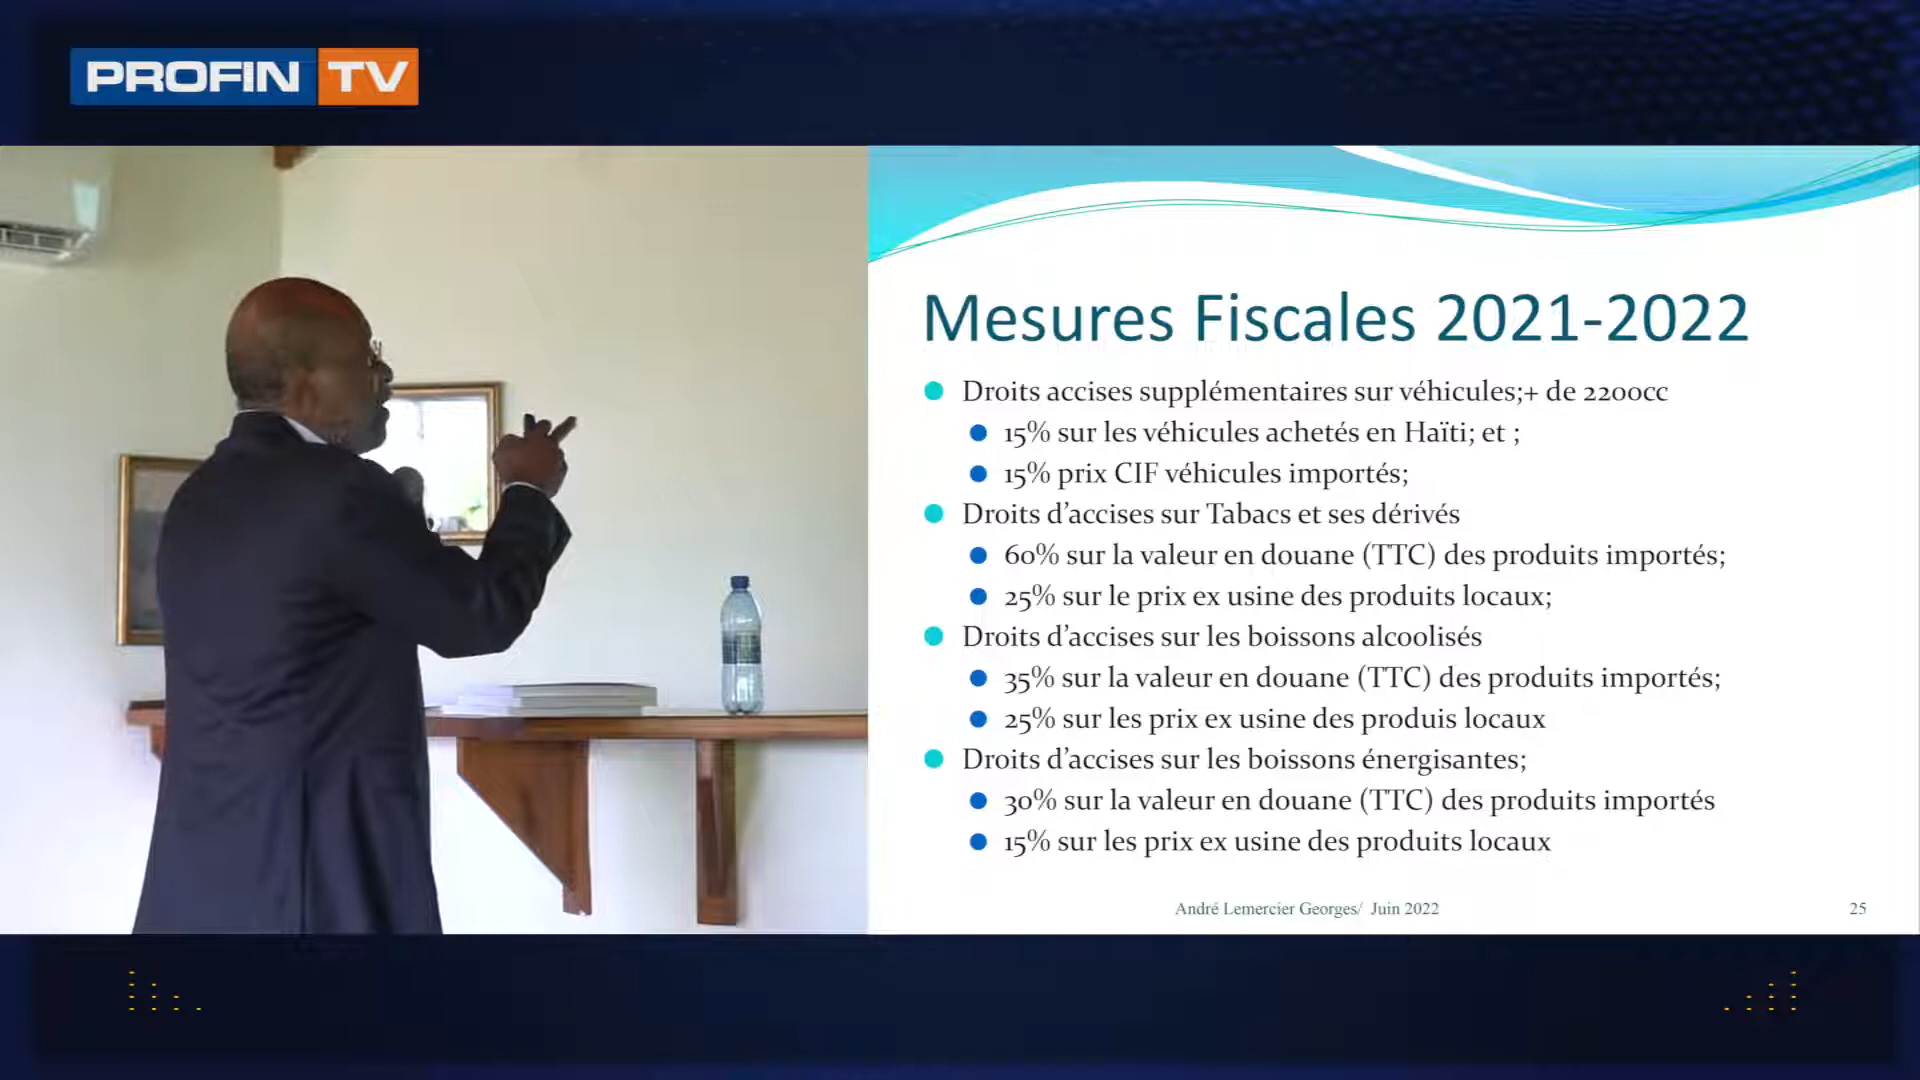 PROFIN TV
Mesures Fiscales 2021-2022
Droits accises supplémentaires sur véhicules;+ de 2200cc
15% sur les véhicules achetés en Haïti; et ;
15% prix CIF véhicules importés;
Droits d’accises sur Tabacs et ses dérivés
60% sur la valeur en douane (TTC) des produits importés;
25% sur le prix ex usine des produits locaux;
Droits d’accises sur les boissons alcoolisés
35% sur la valeur en douane (TTC) des produits importés;
25% sur les prix ex usine des produis locaux
Droits d’accises sur les boissons énergisantes;
30% sur la valeur en douane (TTC) des produits importés
15% sur les prix ex usine des produits locaux
André Lemercier Georges/ Juin 2022
25